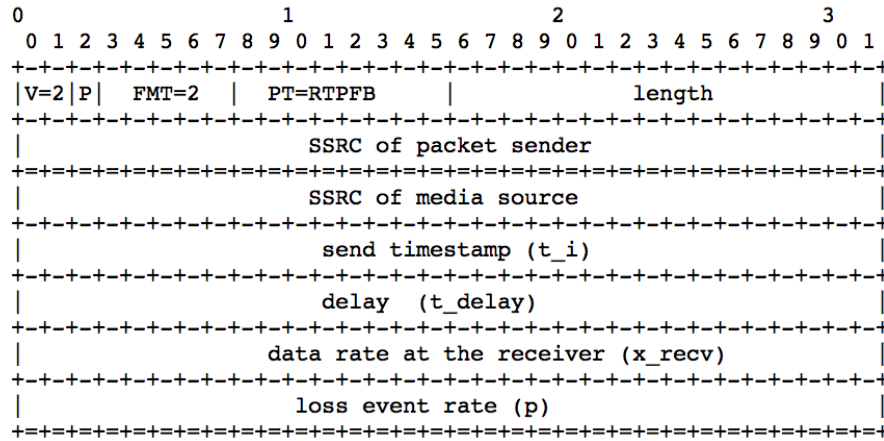 0                   1                   2                   3
 0 1 2 3 4 5 6 7 8 9 0 1 2 3 4 5 6 7 8 9 0 1 2 3 4 5 6 7 8 9 0 1
+-+-+-+-+-+-+-+-+-+-+-+-+-+-+-+-+-+-+-+-+-+-+-+-+-+-+-+-+-+-+-+-+
|V=2|P|  FMT=2  |  PT=RTPFB     |             length            |
+-+-+-+-+-+-+-+-+-+-+-+-+-+-+-+-+-+-+-+-+-+-+-+-+-+-+-+-+-+-+-+-+
|                     SSRC of packet sender                     |
+=+=+=+=+=+=+=+=+=+=+=+=+=+=+=+=+=+=+=+=+=+=+=+=+=+=+=+=+=+=+=+=+
|                     SSRC of media source                      |
+-+-+-+-+-+-+-+-+-+-+-+-+-+-+-+-+-+-+-+-+-+-+-+-+-+-+-+-+-+-+-+-+
|                      send timestamp (t_i)                     |
+-+-+-+-+-+-+-+-+-+-+-+-+-+-+-+-+-+-+-+-+-+-+-+-+-+-+-+-+-+-+-+-+
|                      delay  (t_delay)                         |
+-+-+-+-+-+-+-+-+-+-+-+-+-+-+-+-+-+-+-+-+-+-+-+-+-+-+-+-+-+-+-+-+
|                  data rate at the receiver (x_recv)           |
+-+-+-+-+-+-+-+-+-+-+-+-+-+-+-+-+-+-+-+-+-+-+-+-+-+-+-+-+-+-+-+-+
|                    loss event rate (p)                        |
+=+=+=+=+=+=+=+=+=+=+=+=+=+=+=+=+=+=+=+=+=+=+=+=+=+=+=+=+=+=+=+=+